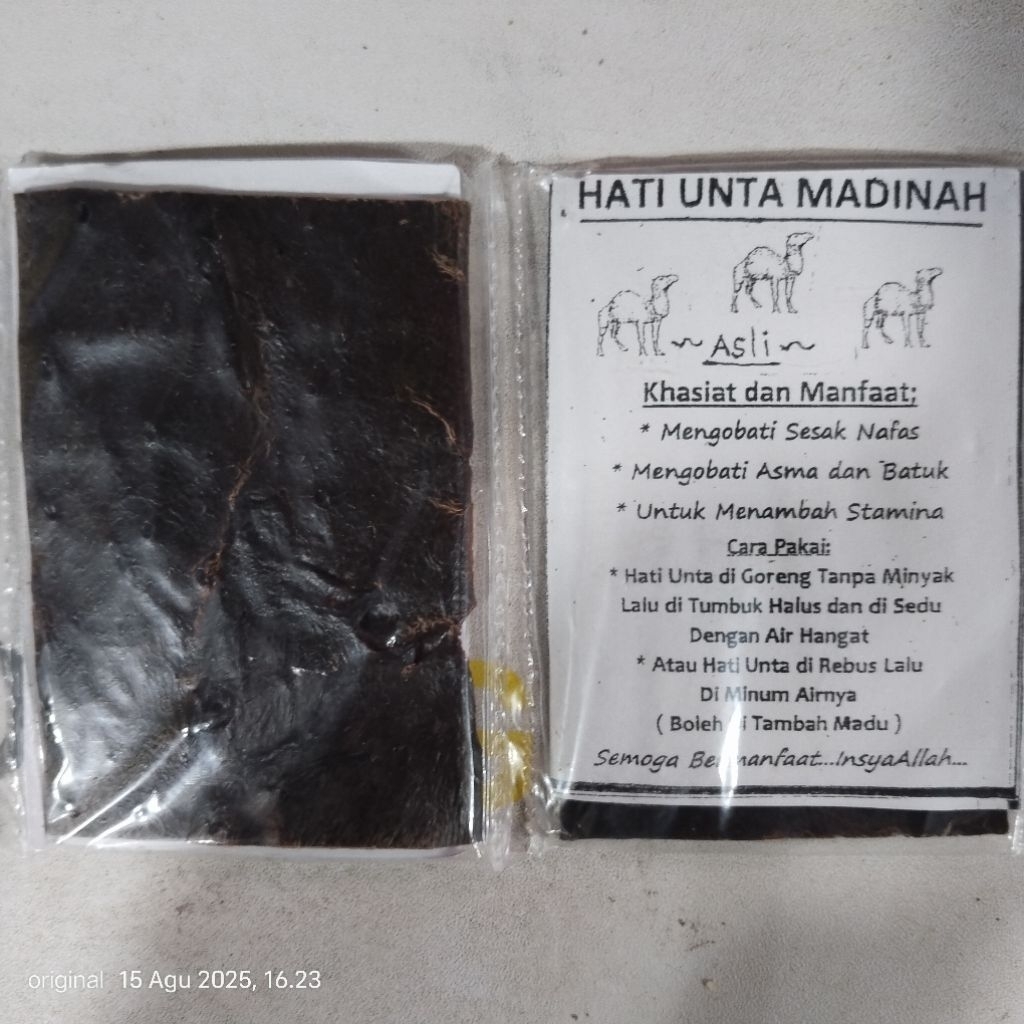 HATI UNTA MADINAH
~ Asli ~
Khasiat dan Manfaat;
* Mengobati Sesak Nafas
* Mengobati Asma dan Batuk
* Untuk Menambah Stamina
Cara Pakai:
* Hati Unta di Goreng Tanpa Minyak
Lalu di Tumbuk Halus dan di Sedu
Dengan Air Hangat
* Atau Hati Unta di Rebus Lalu
Di Minum Airnya
( Boleh di Tambah Madu )
Semoga Bermanfaat...InsyaAllah...
original 15 Agu 2025, 16.23